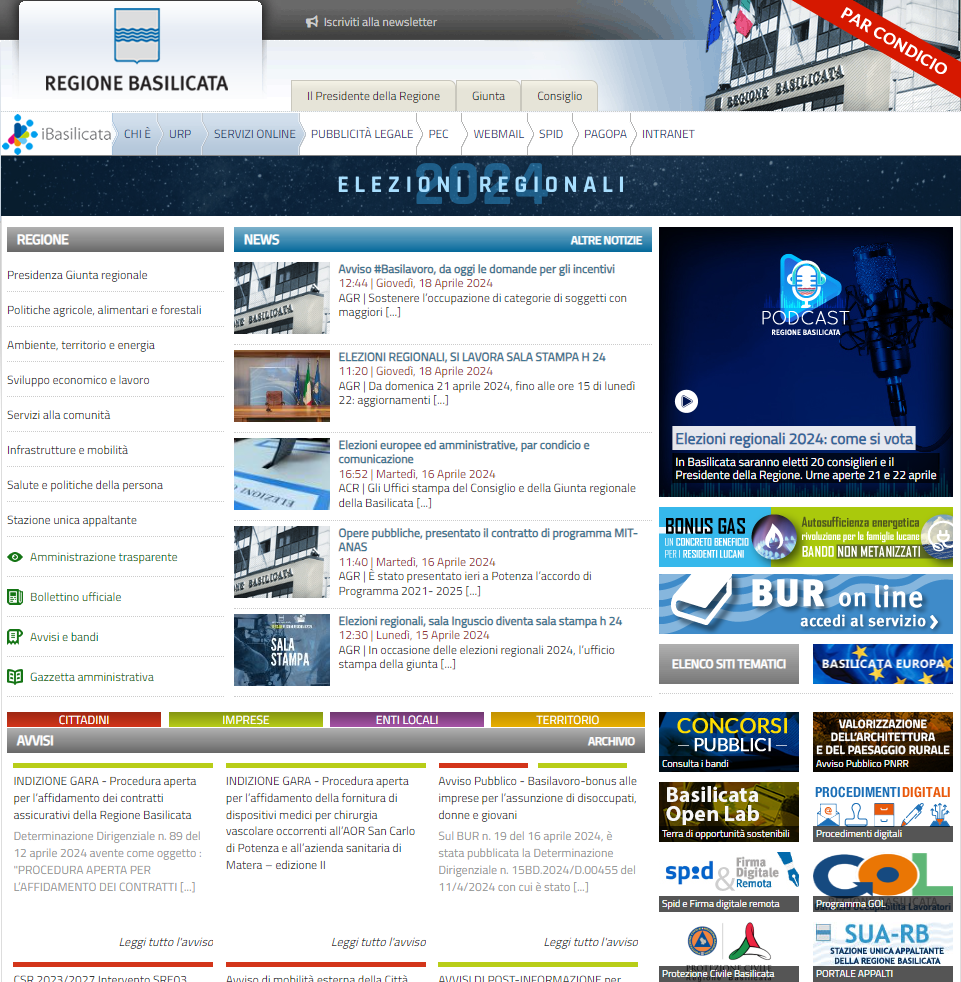 Iscriviti alla newsletter
PAR CONDICIO
REGIONE BASILICATA
Il Presidente della Regione
Giunta
Consiglio
REGIONE BASILICATA
iBasilicata
CHI È
URP
SERVIZI ONLINE
PUBBLICITÀ LEGALE
PEC
WEBMAIL
SPID
PAGOPA
INTRANET
2024
ELEZIONI REGIONALI
REGIONE
Presidenza Giunta regionale
Politiche agricole, alimentari e forestali
Ambiente, territorio e energia
Sviluppo economico e lavoro
Servizi alla comunità
Infrastrutture e mobilità
Salute e politiche della persona
Stazione unica appaltante
Amministrazione trasparente
Bollettino ufficiale
Avvisi e bandi
Gazzetta amministrativa
NEWS
ALTRE NOTIZIE
Avviso #Basilavoro, da oggi le domande per gli incentivi
12:44 | Giovedì, 18 Aprile 2024
AGR | Sostenere l'occupazione di categorie di soggetti con
maggiori [...]
ELEZIONI REGIONALI, SI LAVORA SALA STAMPA H 24
11:20 | Giovedì, 18 Aprile 2024
AGR | Da domenica 21 aprile 2024, fino alle ore 15 di lunedì
22: aggiornamenti [...]
Elezioni europee ed amministrative, par condicio e
comunicazione
16:52 | Martedì, 16 Aprile 2024
ACR | Gli Uffici stampa del Consiglio e della Giunta regionale
della Basilicata [...]
Opere pubbliche, presentato il contratto di programma MIT-
ANAS
11:40 | Martedì, 16 Aprile 2024
AGR | È stato presentato ieri a Potenza l'accordo di
Programma 2021- 2025 [...]
SALA
STAMPA
Elezioni regionali, sala Inguscio diventa sala stampa h 24
12:30 | Lunedì, 15 Aprile 2024
AGR | In occasione delle elezioni regionali 2024, l'ufficio
stampa della giunta [...]
PODCAST
REGIONE BASILICATA
Elezioni regionali 2024: come si vota
In Basilicata saranno eletti 20 consiglieri e il
Presidente della Regione. Urne aperte 21 e 22 aprile
BONUS GAS
UN CONCRETO BENEFICIO
PER I RESIDENTI LUCANI
Autosufficienza energetica
rivoluzione per le famiglie lucane
BANDO NON METANIZZATI
BUR on line
accedi al servizio
ELENCO SITI TEMATICI
BASILICATA EUROPA
CITTADINI
IMPRESE
ENTI LOCALI
TERRITORIO
AVVISI
ARCHIVIO
INDIZIONE GARA - Procedura aperta
per l'affidamento dei contratti
assicurativi della Regione Basilicata
Determinazione Dirigenziale n. 89 del
12 aprile 2024 avente come oggetto :
"PROCEDURA APERTA PER
L'AFFIDAMENTO DEI CONTRATTI [...]
Leggi tutto l'avviso
INDIZIONE GARA - Procedura aperta
per l'affidamento della fornitura di
dispositivi medici per chirurgia
vascolare occorrenti all'AOR San Carlo
di Potenza e all'azienda sanitaria di
Matera – edizione II
Leggi tutto l'avviso
Avviso Pubblico - Basilavoro-bonus alle
imprese per l'assunzione di disoccupati,
donne e giovani
Sul BUR n. 19 del 16 aprile 2024, è
stata pubblicata la Determinazione
Dirigenziale n. 15BD.2024/D.00455 del
11/4/2024 con cui è stato [...]
Leggi tutto l'avviso
CSR 2023/2027 Intervento SRE03
Avviso di mobilità esterna della Città
AVVISI DI POST-INFORMAZIONE per
CONCORSI
– PUBBLICI –
Consulta i bandi
VALORIZZAZIONE
DELL'ARCHITETTURA
E DEL PAESAGGIO RURALE
Avviso Pubblico PNRR
Basilicata
Open Lab
Terra di opportunità sostenibili
PROCEDIMENTI DIGITALI
Procedimenti digitali
spid & Firma
Digitale
Remota
Spid e Firma digitale remota
GOL
Programma GOL
Protezione Civile Basilicata
SUA-RB
STAZIONE UNICA APPALTANTE
DELLA REGIONE BASILICATA
PORTALE APPALTI